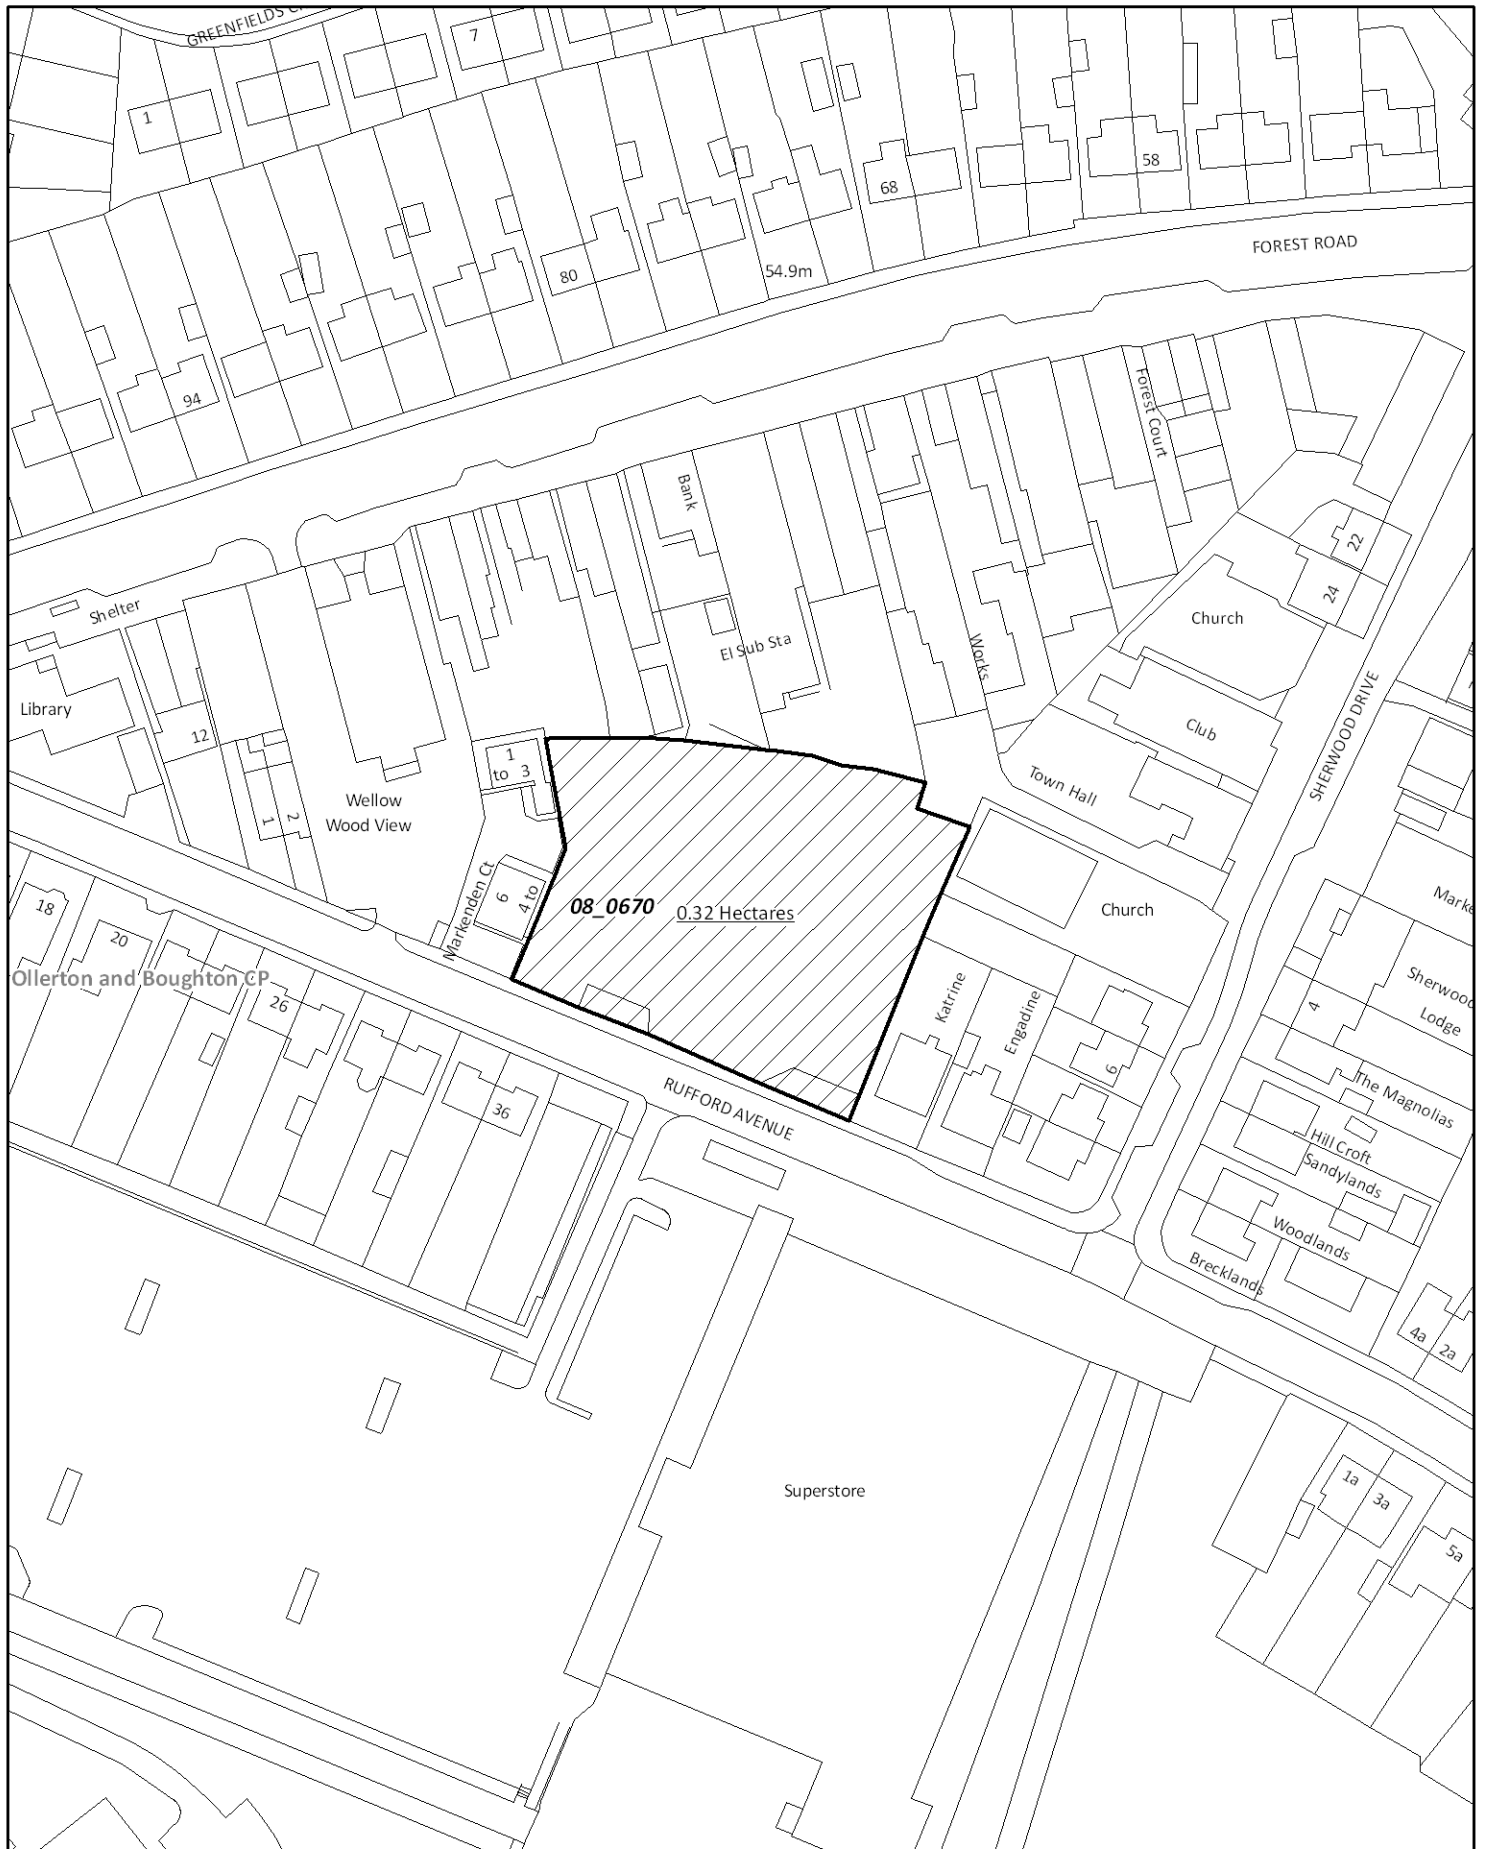 GREENFIELDS C
7
1
58
68
FOREST ROAD
54.9m
80
94
Forest Court
Bank
22
24
Shelter
Church
El Sub Sta
Works
Library
SHERWOOD DRIVE
12
Club
1
to 3
Town Hall
Wellow
Wood View
1
2
Markenden Ct
6
4 to
08_0670
0.32 Hectares
Church
Marke
18
20
Ollerton and Boughton CP
26
Katrine
Engadine
Sherwood
Lodge
4
6
36
RUFFORD AVENUE
The Magnolias
Hill Croft
Sandylands
Woodlands
Brecklands
4a
2a
Superstore
1a
3a
5a